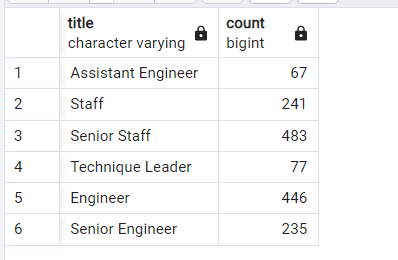 title count
character varying bigint
1 Assistant Engineer 67
2 Staff 241
3 Senior Staff 483
4 Technique Leader 77
5 Engineer 446
6 Senior Engineer 235